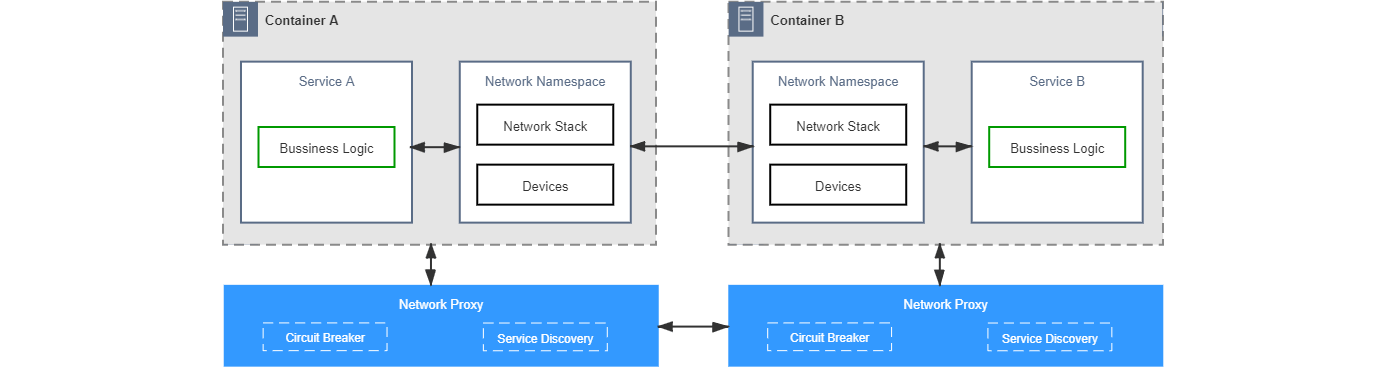 Container A
Container B
Service A
Network Namespace
Network Namespace
Service B
Bussiness Logic
Network Stack
Network Stack
Bussiness Logic
Devices
Devices
Network Proxy
Network Proxy
Circuit Breaker
Service Discovery
Circuit Breaker
Service Discovery